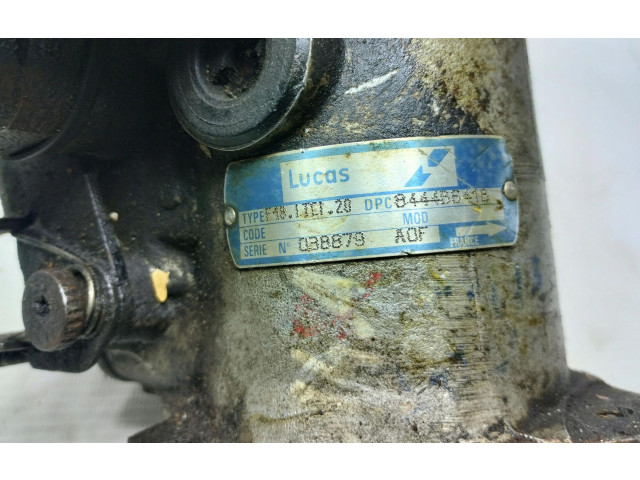 Lucas
TYPE DPC
CODE MOD
SERIE N° 038879 AOF
FRANCE